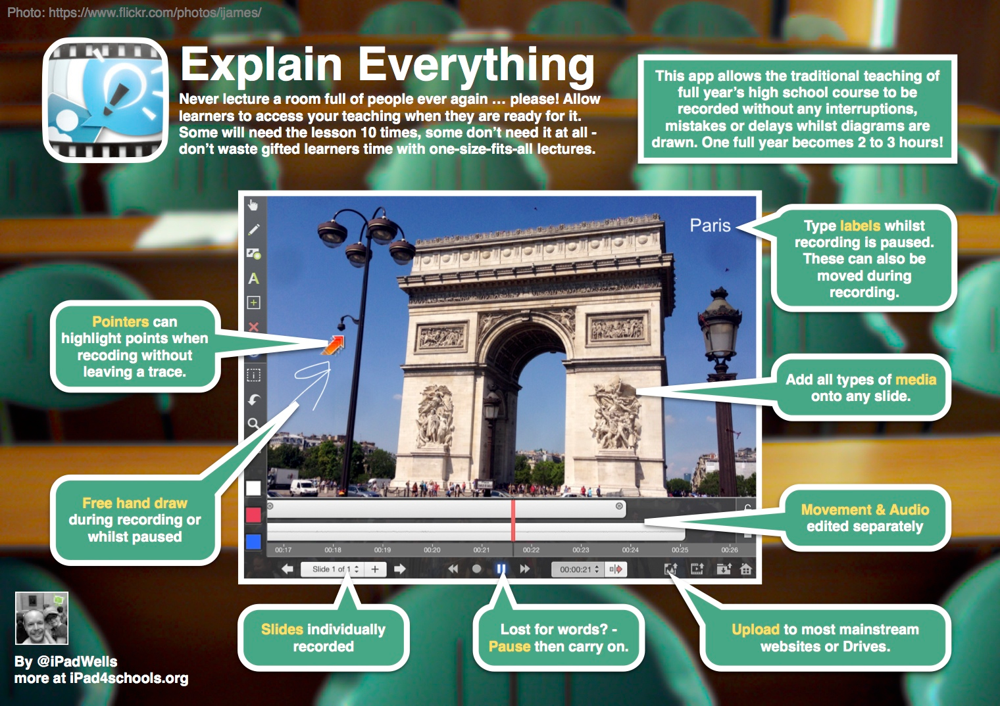 Photo: https://www.flickr.com/photos/ijames/
Explain Everything
Never lecture a room full of people ever again ... please! Allow
learners to access your teaching when they are ready for it.
Some will need the lesson 10 times, some don't need it at all -
don't waste gifted learners time with one-size-fits-all lectures.
This app allows the traditional teaching of
full year's high school course to be
recorded without any interruptions,
mistakes or delays whilst diagrams are
drawn. One full year becomes 2 to 3 hours!
Paris
Type labels whilst
recording is paused.
These can also be
moved during
recording.
A
Pointers can
highlight points when
recoding without
leaving a trace.
Add all types of media
onto any slide.
Free hand draw
during recording or
whilst paused
Movement & Audio
edited separately
00:17 00:18 00:19 00:20 00:21 00:22 00:23 00:24 00:25 00:26
Slide 1 of 1 + 00:00:21
Slides individually
recorded
Lost for words? -
Pause then carry on.
Upload to most mainstream
websites or Drives.
By @iPadWells
more at iPad4schools.org